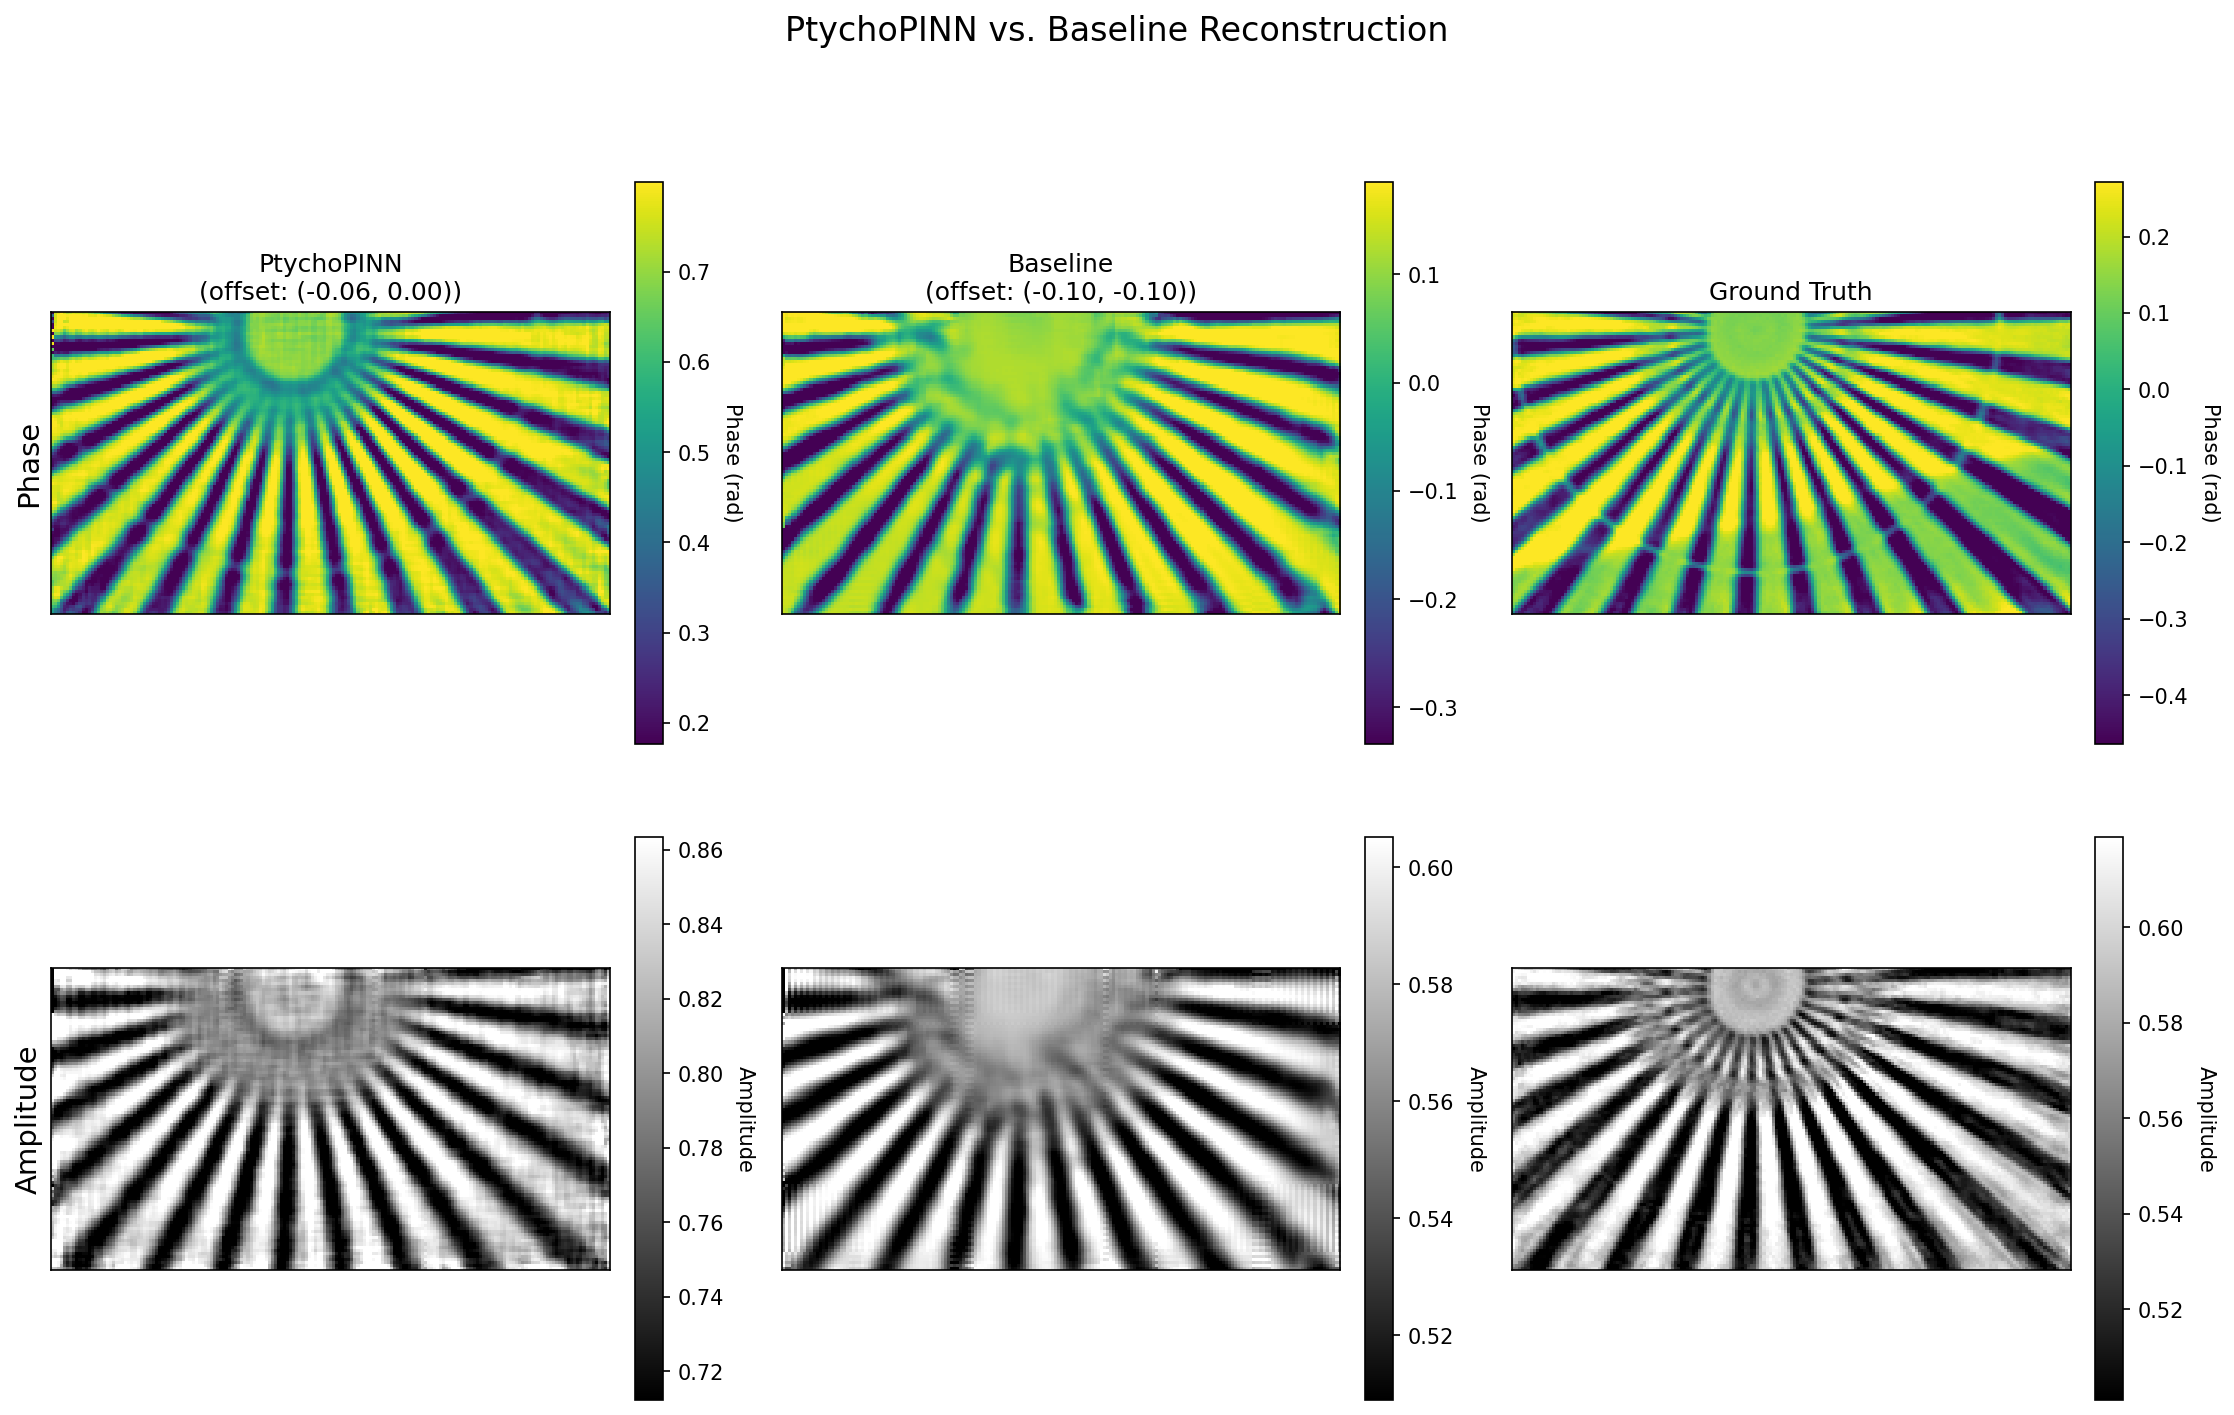 PtychoPINN vs. Baseline Reconstruction
PtychoPINN
(offset: (-0.06, 0.00))
Baseline
(offset: (-0.10, -0.10))
Ground Truth
Phase
0.7
0.6
0.5
0.4
0.3
0.2
Phase (rad)
0.1
0.0
−0.1
−0.2
−0.3
Phase (rad)
0.2
0.1
0.0
−0.1
−0.2
−0.3
−0.4
Phase (rad)
Amplitude
0.86
0.84
0.82
0.80
0.78
0.76
0.74
0.72
Amplitude
0.60
0.58
0.56
0.54
0.52
Amplitude
0.60
0.58
0.56
0.54
0.52
Amplitude